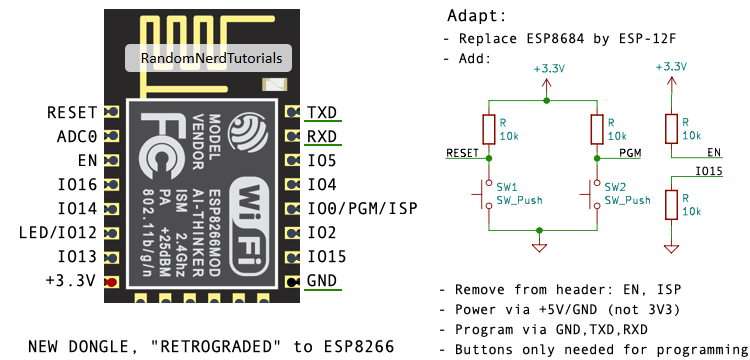 RandomNerdTutorials
RESET
ADC0
EN
IO16
IO14
LED/IO12
IO13
+3.3V
MODEL
VENDOR
ESP8266MOD
AI-THINKER
ISM 2.4GHz
PA +25dBM
802.11b/g/n
FC
Wi Fi
TXD
RXD
IO5
IO4
IO0/PGM/ISP
IO2
IO15
GND
NEW DONGLE, "RETROGRADED" to ESP8266
Adapt:
- Replace ESP8684 by ESP-12F
- Add:
+3.3V
+3.3V
R
10k
R
10k
R
10k
RESET
PGM
EN
IO15
SW1
SW_Push
SW2
SW_Push
R
10k
- Remove from header: EN, ISP
- Power via +5V/GND (not 3V3)
- Program via GND,TXD,RXD
- Buttons only needed for programming